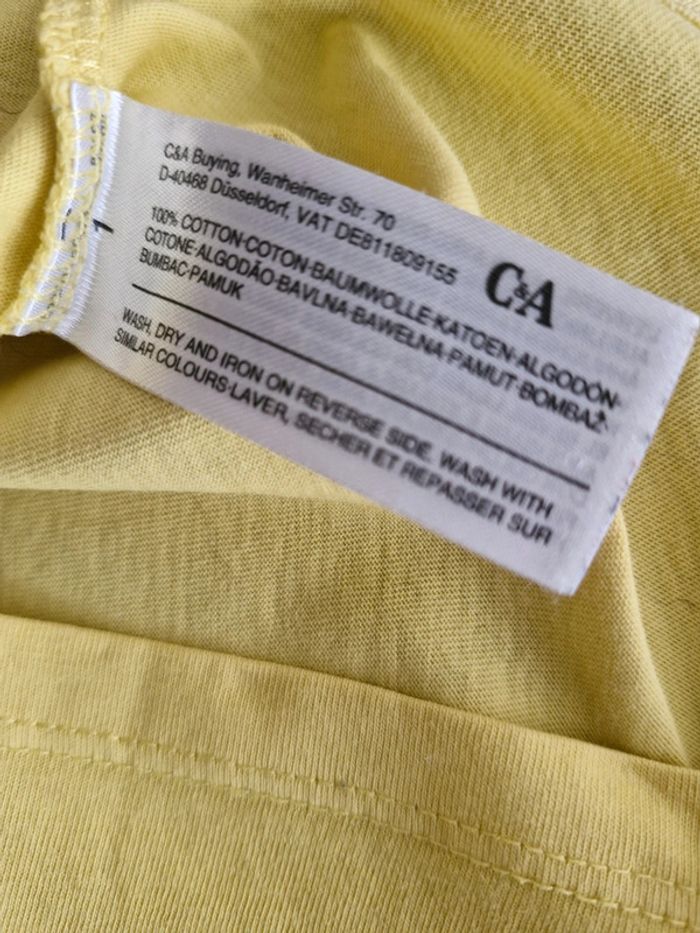 C&A Buying, Wanheimer Str. 70
D-40468 Düsseldorf, VAT DE811809155
C&A
100% COTTON·COTON·BAUMWOLLE·KATOEN·ALGODÓN·
COTONE·ALGODÃO·BAVLNA·BAWEŁNA·PAMUT·BOMBAŽ·
BUMBAC·PAMUK
WASH, DRY AND IRON ON REVERSE SIDE. WASH WITH
SIMILAR COLOURS·LAVER, SECHER ET REPASSER SUR
1